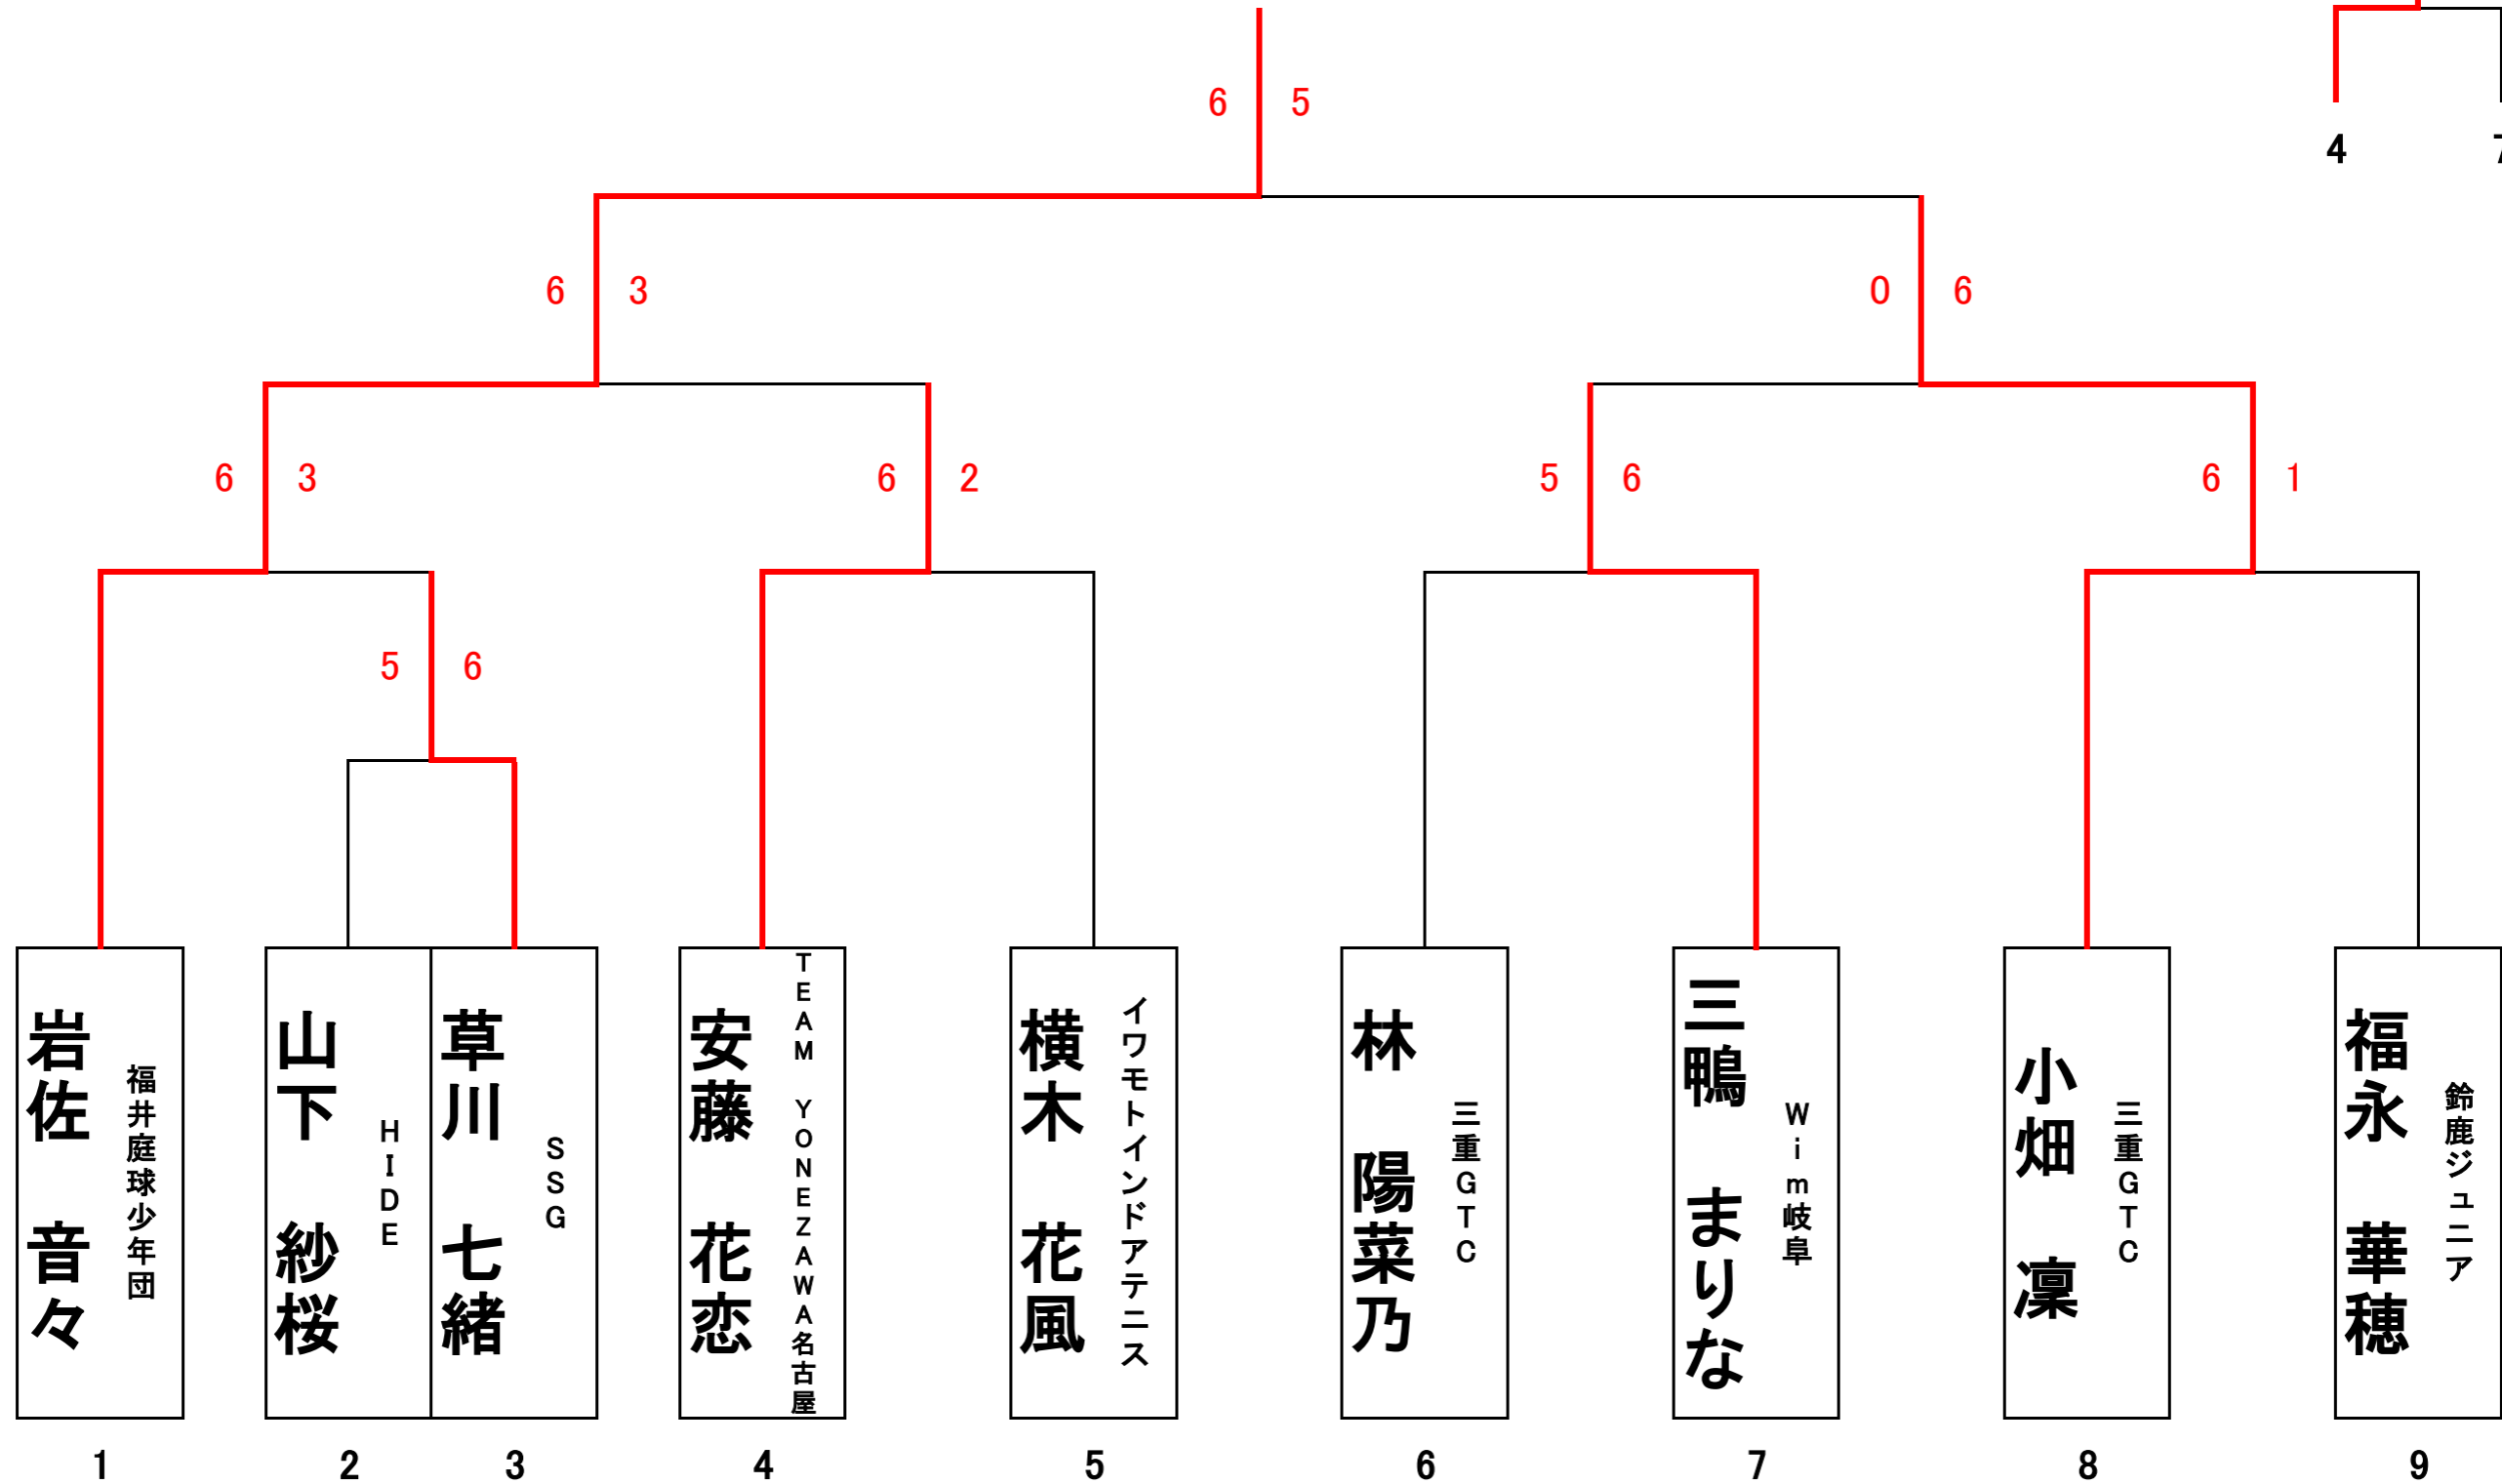 6 5
4
6 3
0 6
6 3
6 2
5 6
6 1
5 6
岩佐 音々
福井庭球少年団
山下 紗桜
HIDE
草川 七緒
SSG
安藤 花恋
TEAM YONEZAWA名古屋
横木 花風
イワモトインドアテニス
林 陽菜乃
三重GTC
三鴨 まりな
Wim岐阜
小畑 凜
三重GTC
福永 華穂
鈴鹿ジュニア
1 2 3 4 5 6 7 8 9